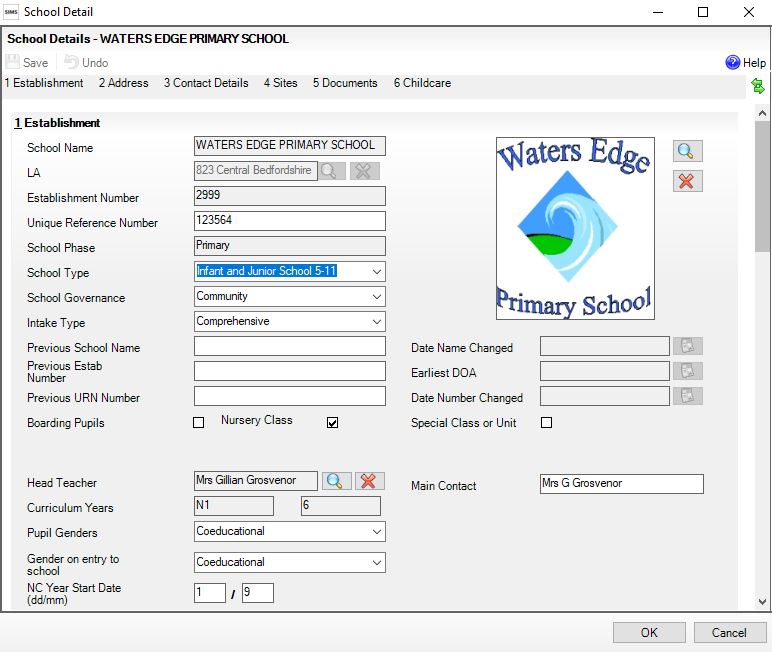 SIMS School Detail
School Details - WATERS EDGE PRIMARY SCHOOL
Save Undo Help
1 Establishment 2 Address 3 Contact Details 4 Sites 5 Documents 6 Childcare
1 Establishment
School Name WATERS EDGE PRIMARY SCHOOL
LA 823 Central Bedfordshire
Establishment Number 2999
Unique Reference Number 123564
School Phase Primary
School Type Infant and Junior School 5-11
School Governance Community
Intake Type Comprehensive
Waters Edge
Primary School
Previous School Name Date Name Changed
Previous Estab
Number Earliest DOA
Previous URN Number Date Number Changed
Boarding Pupils Nursery Class Special Class or Unit
Head Teacher Mrs Gillian Grosvenor Main Contact Mrs G Grosvenor
Curriculum Years N1 6
Pupil Genders Coeducational
Gender on entry to
school Coeducational
NC Year Start Date
(dd/mm) 1 / 9
OK Cancel